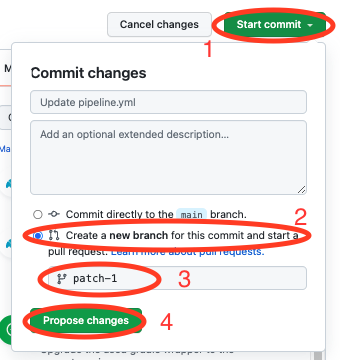 Cancel changes
Start commit
1
Commit changes
Update pipeline.yml
Add an optional extended description...
Commit directly to the main branch.
2
Create a new branch for this commit and start a
pull request. Learn more about pull requests.
patch-1
3
Propose changes
4